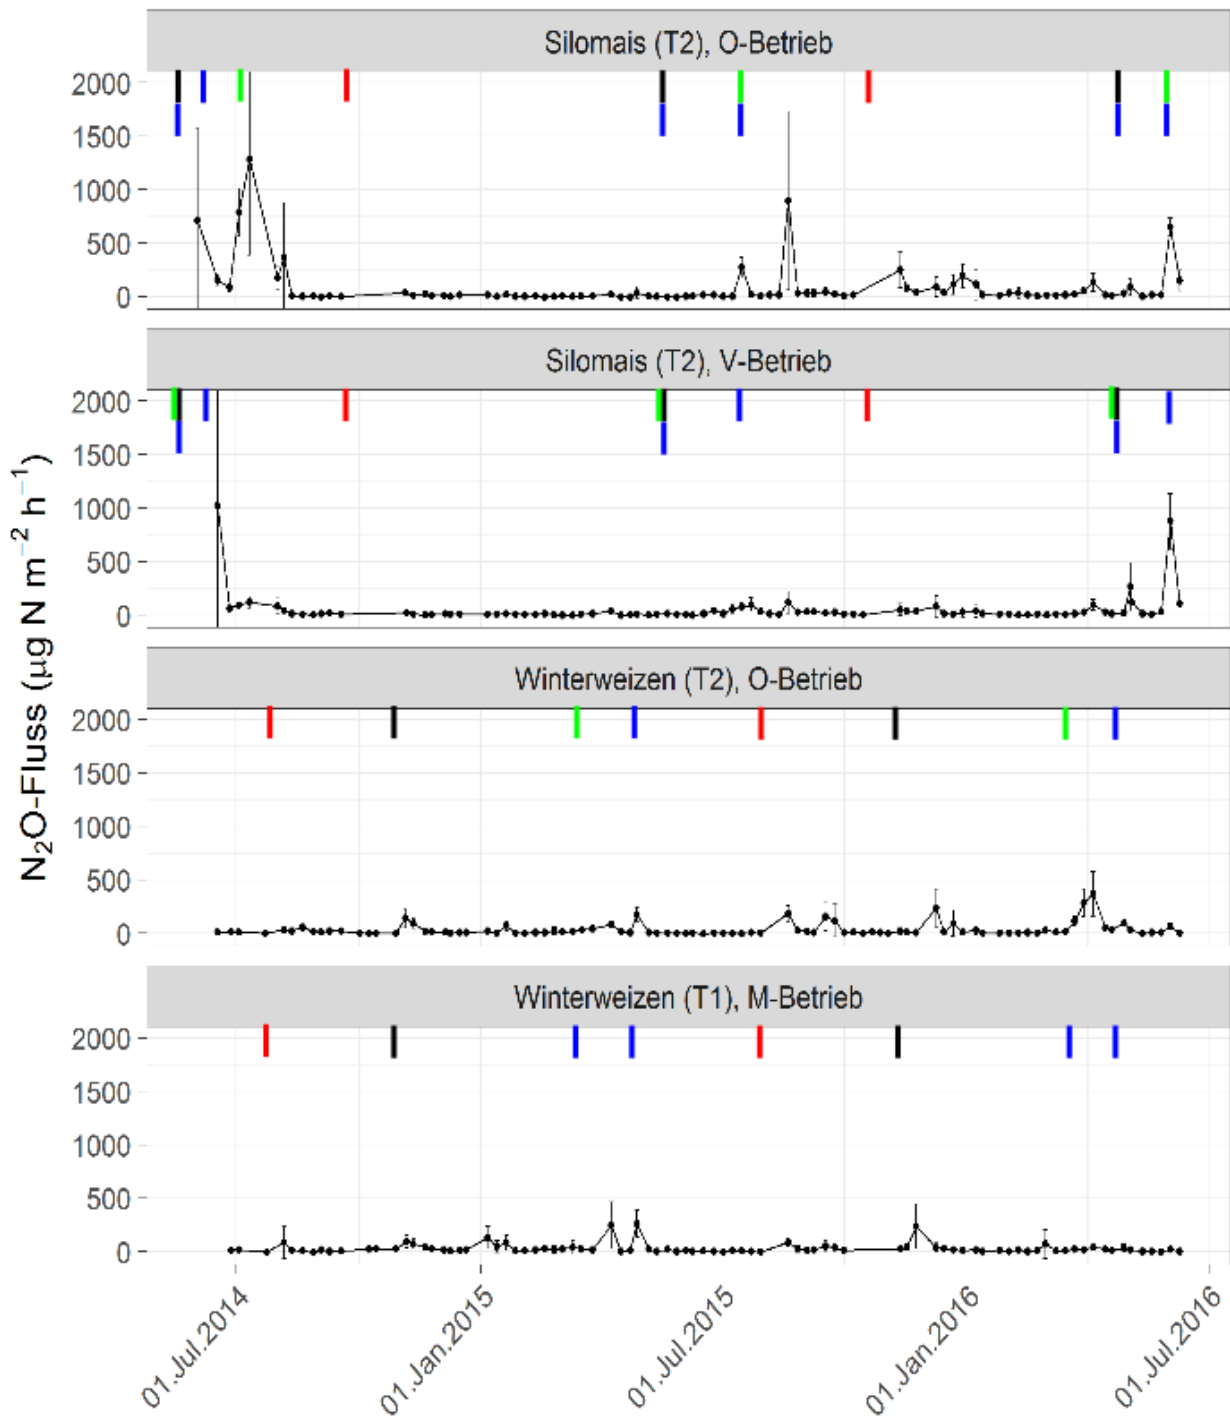 Silomais (T2), O-Betrieb
2000
1500
1000
500
0
Silomais (T2), V-Betrieb
2000
1500
1000
500
0
N₂O-Fluss (µg N m⁻² h⁻¹)
Winterweizen (T2), O-Betrieb
2000
1500
1000
500
0
Winterweizen (T1), M-Betrieb
2000
1500
1000
500
0
01.Jul.2014
01.Jan.2015
01.Jul.2015
01.Jan.2016
01.Jul.2016